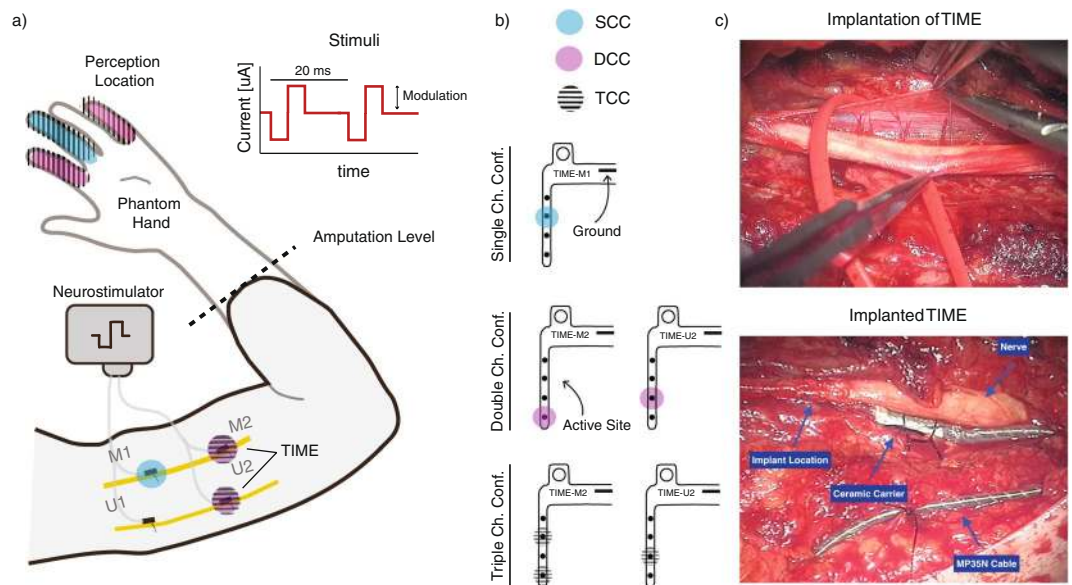 a)
Perception
Location
Stimuli
20 ms
Current [uA]
Modulation
time
Phantom
Hand
Amputation Level
Neurostimulator
M1
M2
U1
U2
TIME
b)
SCC
DCC
TCC
Single Ch. Conf.
TIME-M1
Ground
Double Ch. Conf.
TIME-M2
TIME-U2
Active Site
Triple Ch. Conf.
TIME-M2
TIME-U2
c)
Implantation of TIME
Implanted TIME
Nerve
Implant Location
Ceramic Carrier
MP35N Cable